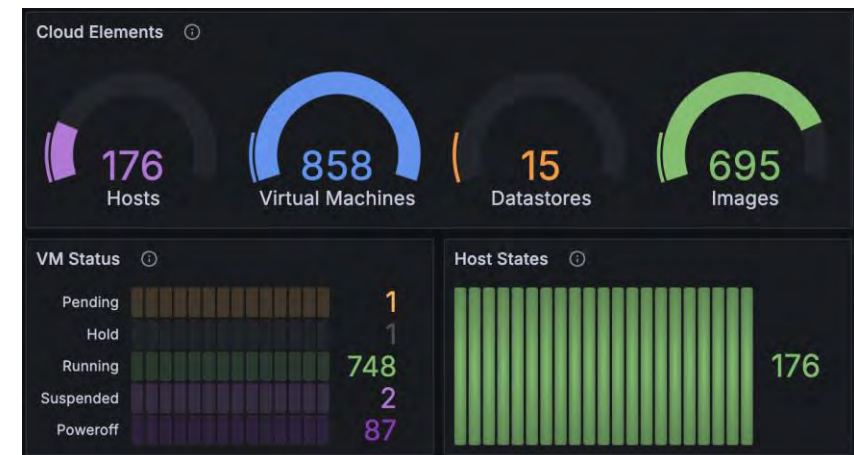 Cloud Elements
176
Hosts
858
Virtual Machines
15
Datastores
695
Images
VM Status
Pending 1
Hold 1
Running 748
Suspended 2
Poweroff 87
Host States
176